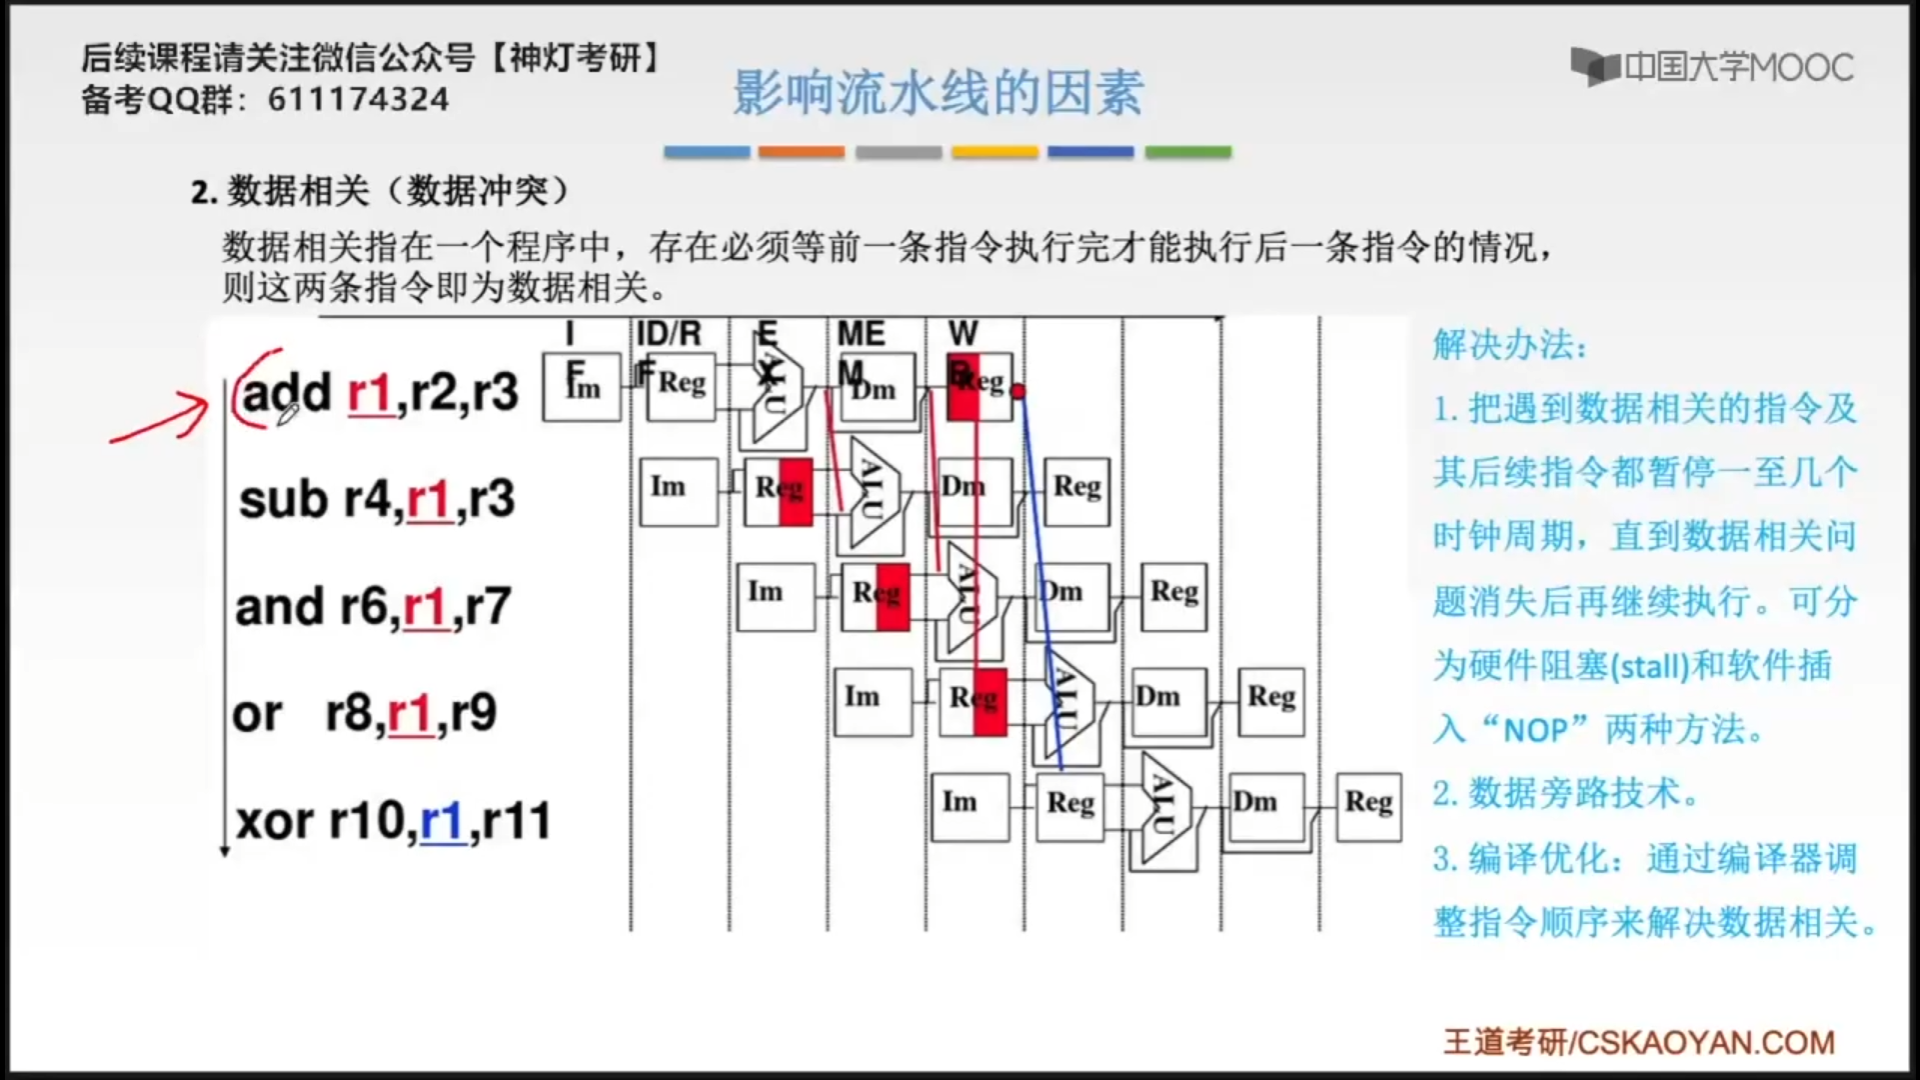 后续课程请关注微信公众号【神灯考研】
备考QQ群：611174324
中国大学MOOC
影响流水线的因素
2. 数据相关（数据冲突）
数据相关指在一个程序中，存在必须等前一条指令执行完才能执行后一条指令的情况，
则这两条指令即为数据相关。
IF ID/RF EX MEM WB
add r1,r2,r3 Im Reg ALU Dm Reg
sub r4,r1,r3 Im Reg ALU Dm Reg
and r6,r1,r7 Im Reg ALU Dm Reg
or r8,r1,r9 Im Reg ALU Dm Reg
xor r10,r1,r11 Im Reg ALU Dm Reg
解决办法：
1. 把遇到数据相关的指令及
其后续指令都暂停一至几个
时钟周期，直到数据相关问
题消失后再继续执行。可分
为硬件阻塞(stall)和软件插
入“NOP”两种方法。
2. 数据旁路技术。
3. 编译优化：通过编译器调
整指令顺序来解决数据相关。
王道考研/CSKAOYAN.COM